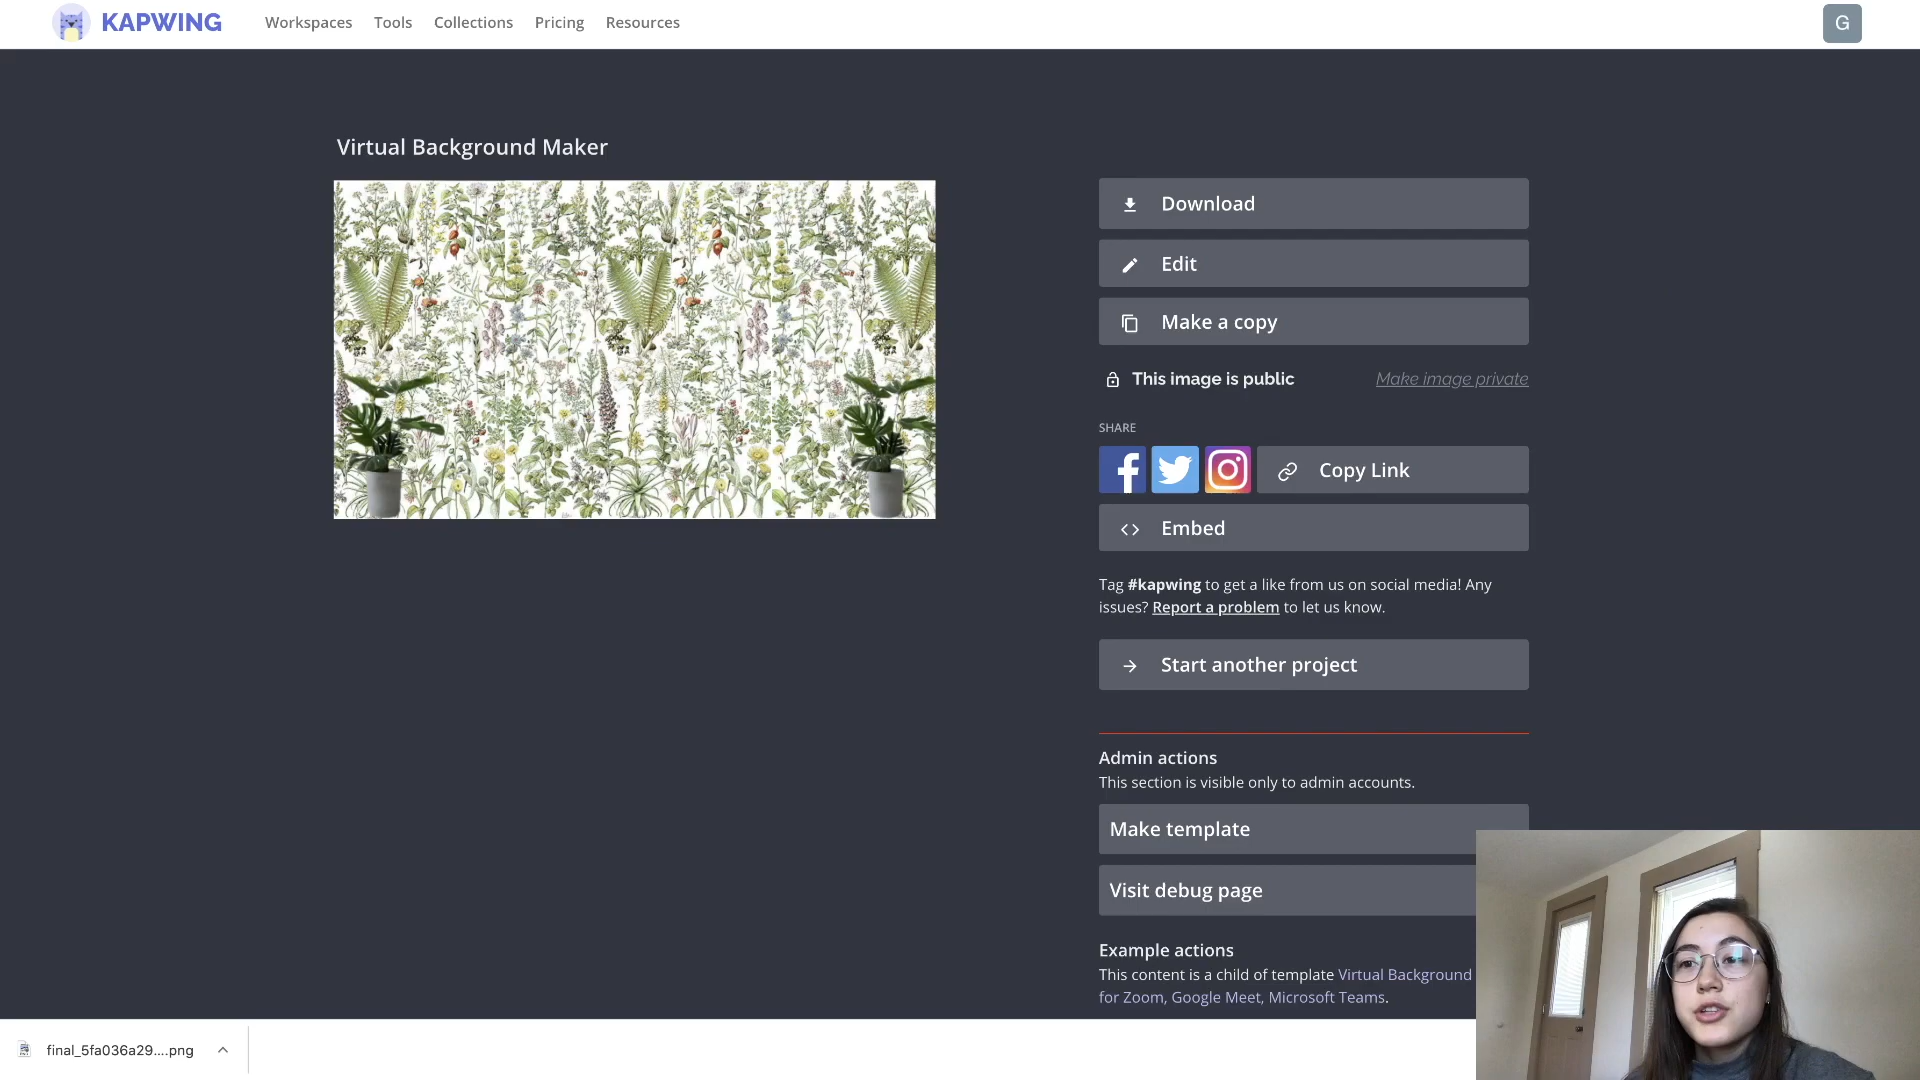 KAPWING
Workspaces
Tools
Collections
Pricing
Resources
G
Virtual Background Maker
Download
Edit
Make a copy
This image is public
Make image private
SHARE
Copy Link
Embed
Tag #kapwing to get a like from us on social media! Any
issues? Report a problem to let us know.
Start another project
Admin actions
This section is visible only to admin accounts.
Make template
Visit debug page
Example actions
This content is a child of template Virtual Background
for Zoom, Google Meet, Microsoft Teams.
final_5fa036a29....png